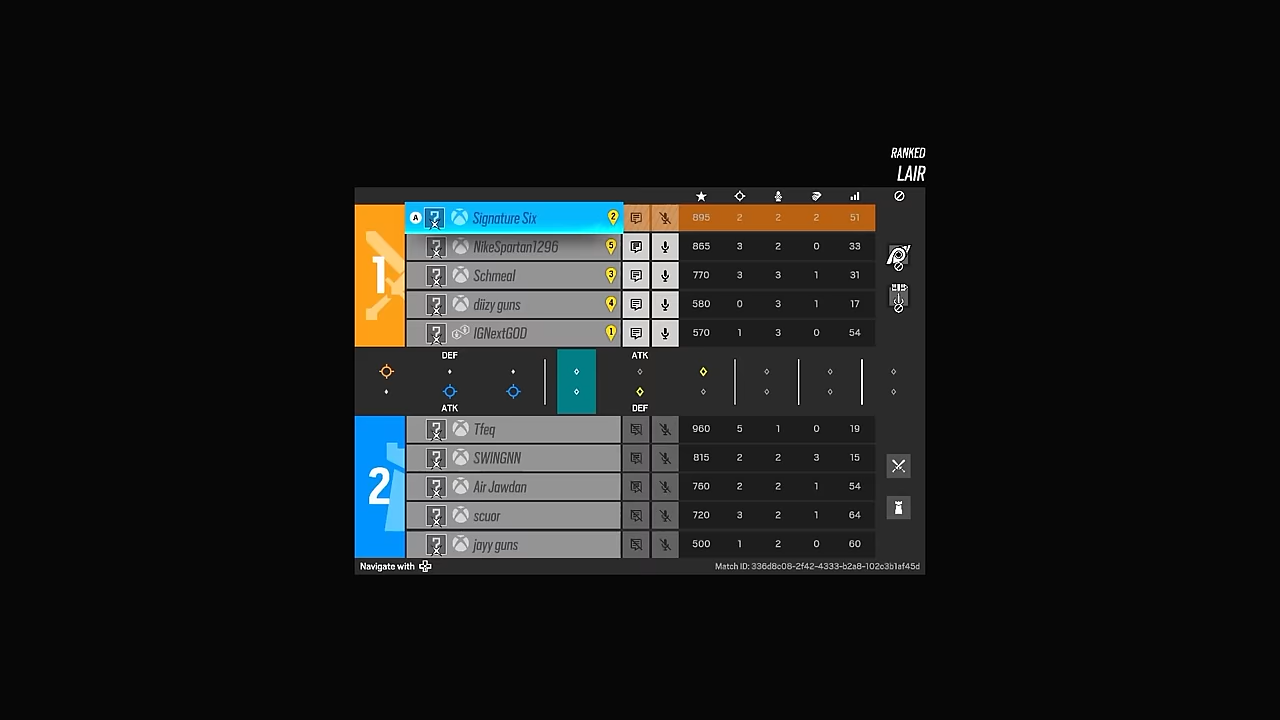 RANKED
LAIR
1
A Signature Six 2 895 2 2 2 51
NikeSpartan1296 5 865 3 2 0 33
Schmeal 3 770 3 3 1 31
diizy guns 4 580 0 3 1 17
IGNextGOD 1 570 1 3 0 54
DEF ATK
ATK DEF
2
Tfeq 960 5 1 0 19
SWINGNN 815 2 2 3 15
Air Jawdan 760 2 2 1 54
scuor 720 3 2 1 64
jayy guns 500 1 2 0 60
Navigate with Match ID: 336d8c08-2f42-4333-b2a8-102c3b1af45d